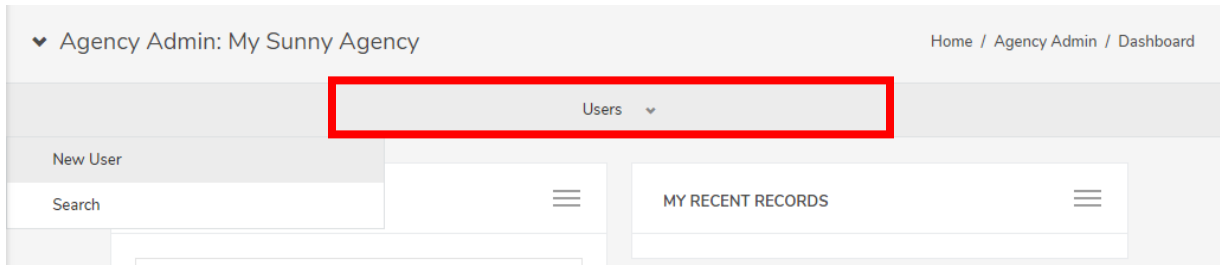 Agency Admin: My Sunny Agency
Home / Agency Admin / Dashboard
Users
New User
Search
MY RECENT RECORDS